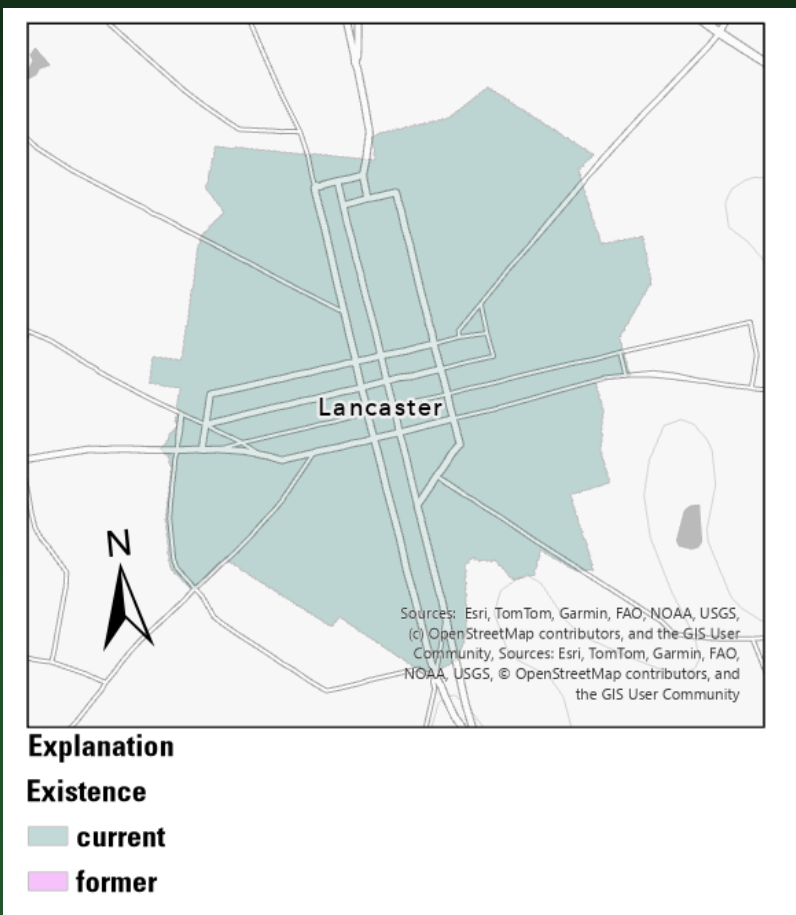 Lancaster
N
Sources: Esri, TomTom, Garmin, FAO, NOAA, USGS,
(c) OpenStreetMap contributors, and the GIS User
Community, Sources: Esri, TomTom, Garmin, FAO,
NOAA, USGS, © OpenStreetMap contributors, and
the GIS User Community
Explanation
Existence
current
former